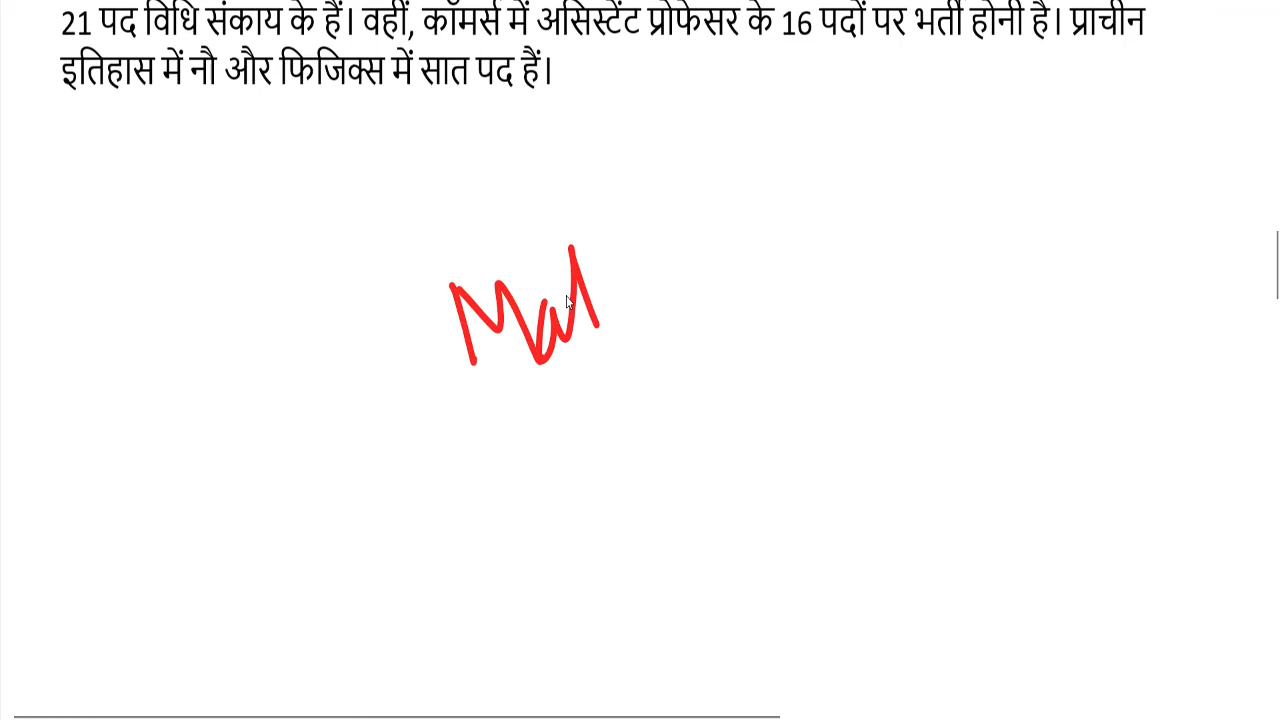 21 पद विधि संकाय के हैं। वहीं, कॉमर्स में असिस्टेंट प्रोफेसर के 16 पदों पर भर्ती होनी है। प्राचीन
इतिहास में नौ और फिजिक्स में सात पद हैं।